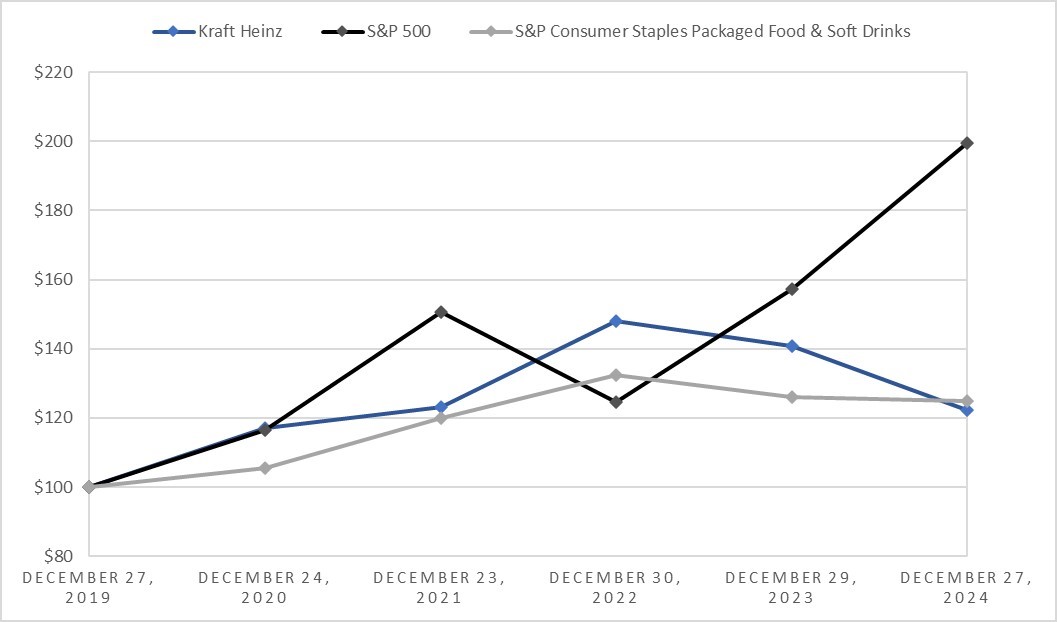 Kraft Heinz S&P 500 S&P Consumer Staples Packaged Food & Soft Drinks
$220
$200
$180
$160
$140
$120
$100
$80
DECEMBER 27, 2019
DECEMBER 24, 2020
DECEMBER 23, 2021
DECEMBER 30, 2022
DECEMBER 29, 2023
DECEMBER 27, 2024